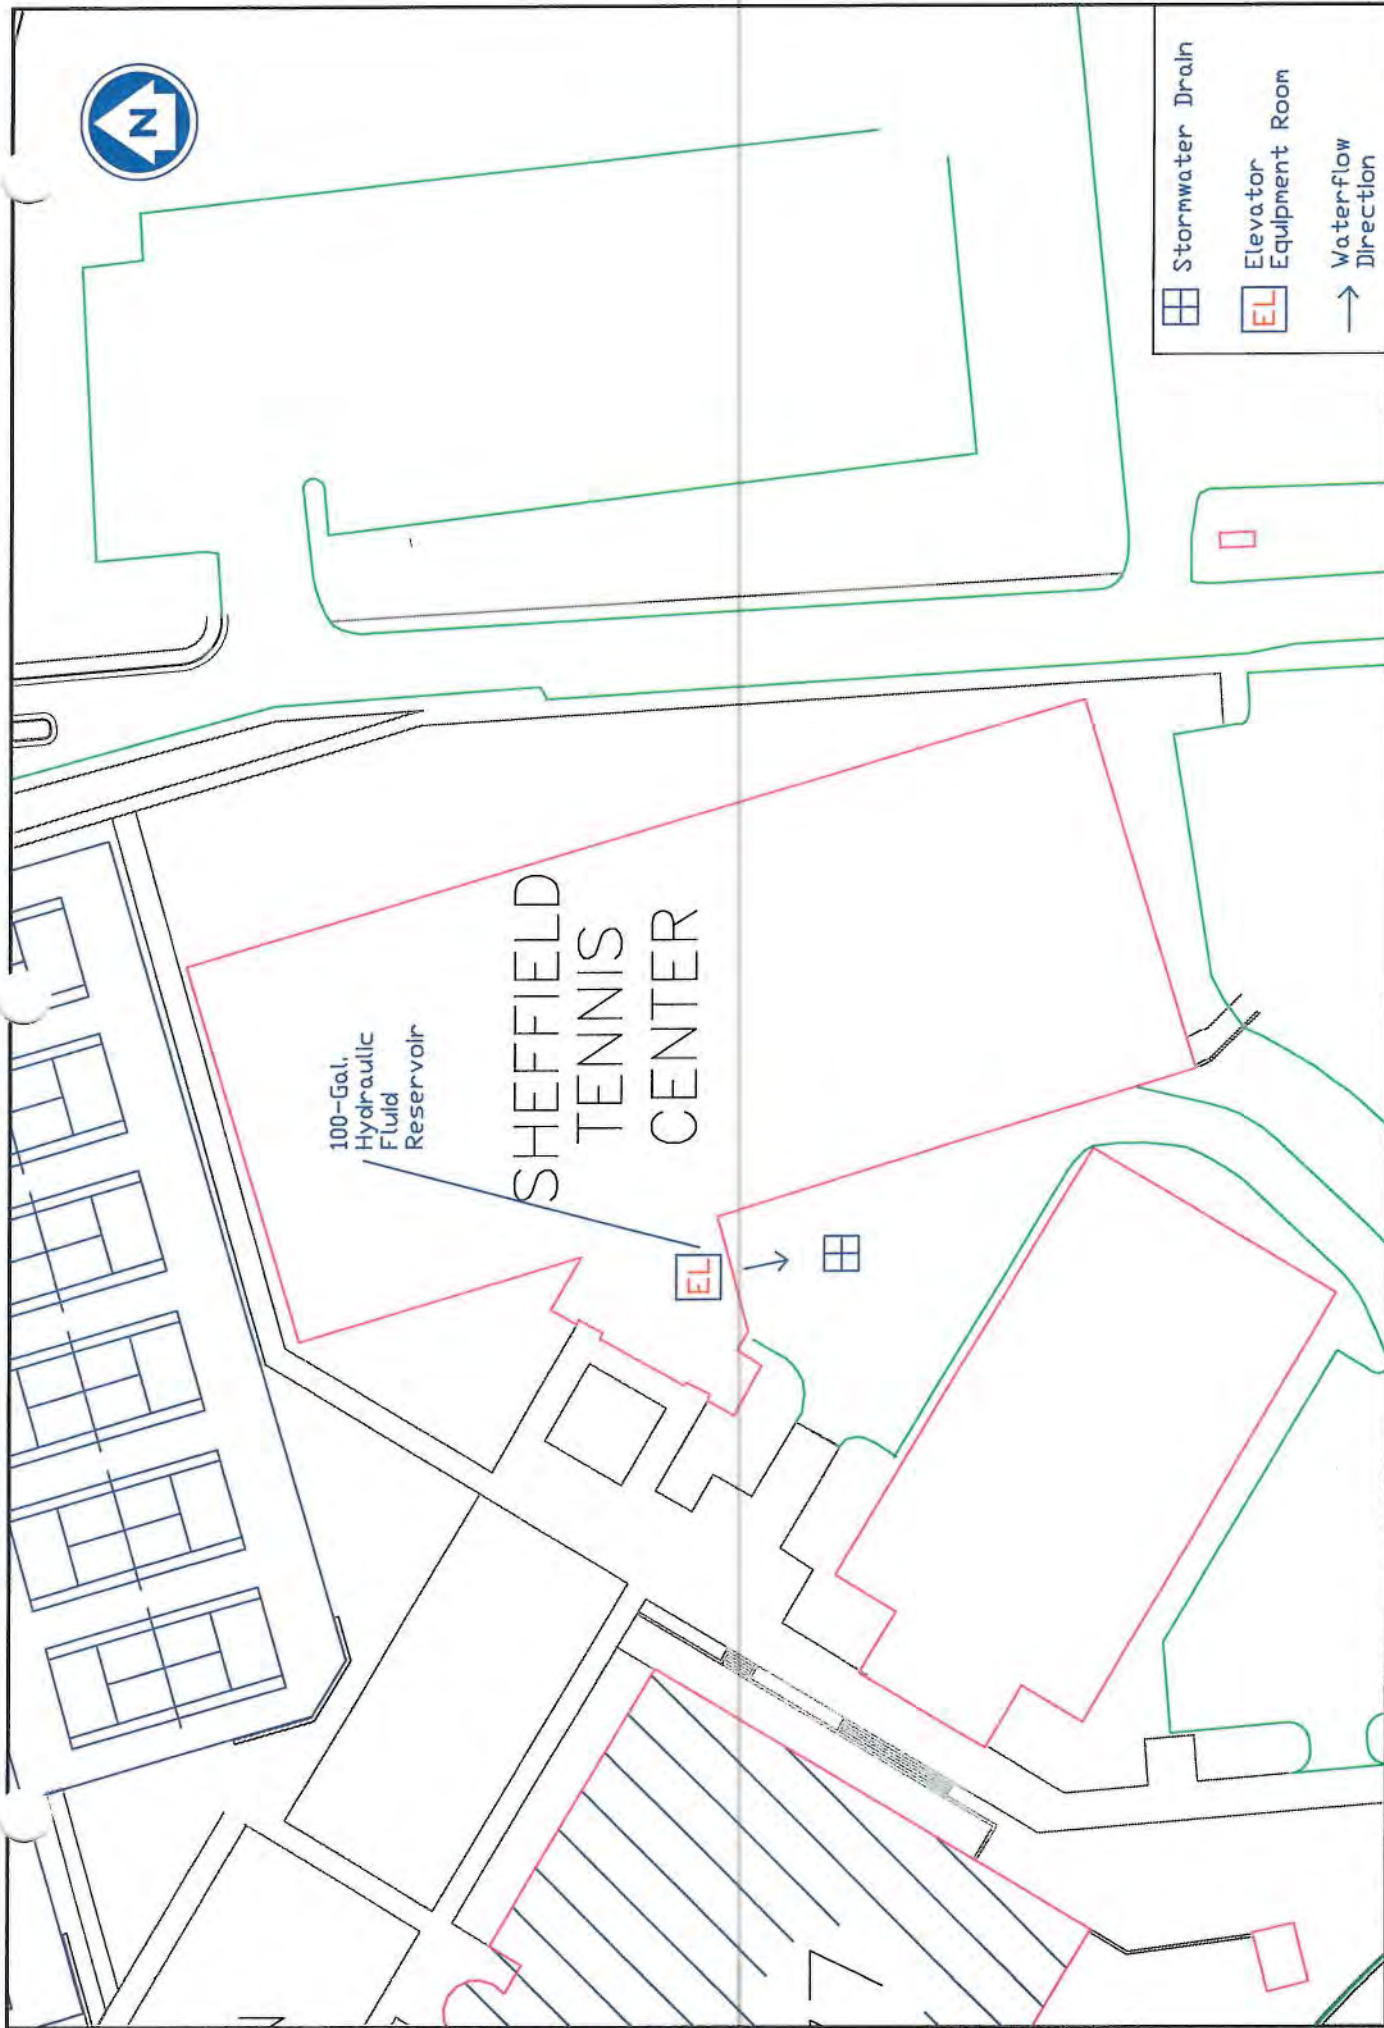 N
Stormwater Drain
EL
Elevator
Equipment Room
Waterflow
Direction
100-Gal.
Hydraulic
Fluid
Reservoir
SHEFFIELD
TENNIS
CENTER
EL